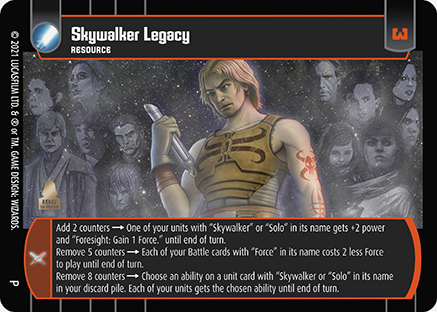 Skywalker Legacy
RESOURCE
3
© 2021 LUCASFILM LTD. & ® or TM. GAME DESIGN: WIZARDS.
IDC
Add 2 counters → One of your units with "Skywalker" or "Solo" in its name gets +2 power
and "Foresight: Gain 1 Force." until end of turn.
Remove 5 counters → Each of your Battle cards with "Force" in its name costs 2 less Force
to play until end of turn.
Remove 8 counters → Choose an ability on a unit card with "Skywalker or "Solo" in its name
in your discard pile. Each of your units gets the chosen ability until end of turn.
P